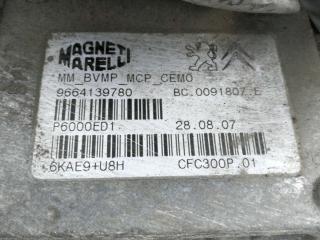 MAGNETI
MARELLI
MM_BVMP_MCP_CEMO
9664139780 BC.0091807.E
P6000ED1 28.08.07
6KAE9+U8H CFC300P.01